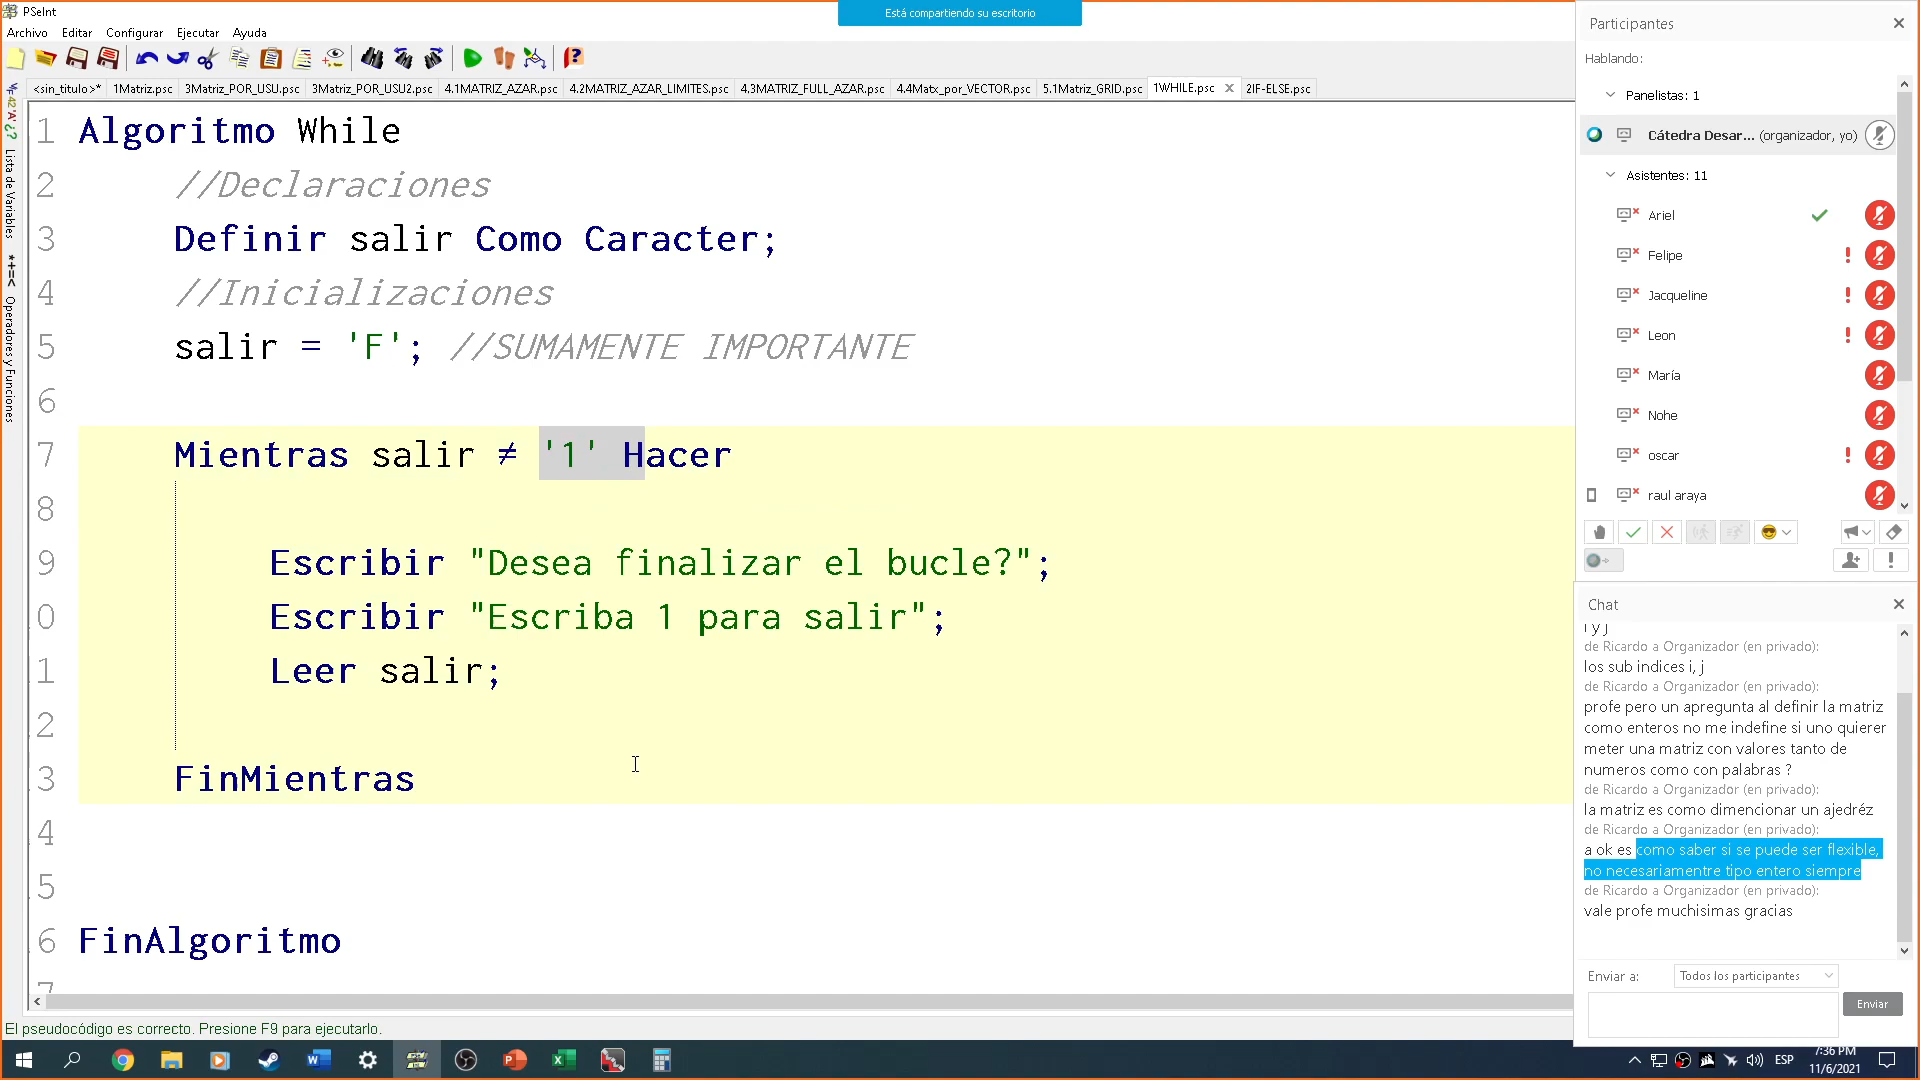 PSeInt
Está compartiendo su escritorio
Archivo Editar Configurar Ejecutar Ayuda
<sin_titulo>* 1Matriz.psc 3Matriz_POR_USU.psc 3Matriz_POR_USU2.psc 4.1MATRIZ_AZAR.psc 4.2MATRIZ_AZAR_LIMITES.psc 4.3MATRIZ_FULL_AZAR.psc 4.4Matx_por_VECTOR.psc 5.1Matriz_GRID.psc 1WHILE.psc 2IF-ELSE.psc
Lista de Variables
*+=< Operadores y Funciones
1 Algoritmo While
2 //Declaraciones
3 Definir salir Como Caracter;
4 //Inicializaciones
5 salir = 'F'; //SUMAMENTE IMPORTANTE
6
7 Mientras salir ≠ '1' Hacer
8
9 Escribir "Desea finalizar el bucle?";
0 Escribir "Escriba 1 para salir";
1 Leer salir;
2
3 FinMientras
4
5
6 FinAlgoritmo
7
El pseudocódigo es correcto. Presione F9 para ejecutarlo.
Participantes
Hablando:
Panelistas: 1
Cátedra Desar... (organizador, yo)
Asistentes: 11
Ariel
Felipe
Jacqueline
Leon
María
Nohe
oscar
raul araya
Chat
i y j
de Ricardo a Organizador (en privado):
los sub indices i, j
de Ricardo a Organizador (en privado):
profe pero un apregunta al definir la matriz
como enteros no me indefine si uno quierer
meter una matriz con valores tanto de
numeros como con palabras ?
de Ricardo a Organizador (en privado):
la matriz es como dimencionar un ajedréz
de Ricardo a Organizador (en privado):
a ok es como saber si se puede ser flexible,
no necesariamentre tipo entero siempre
de Ricardo a Organizador (en privado):
vale profe muchisimas gracias
Enviar a: Todos los participantes
Enviar
ESP
7:36 PM
11/6/2021